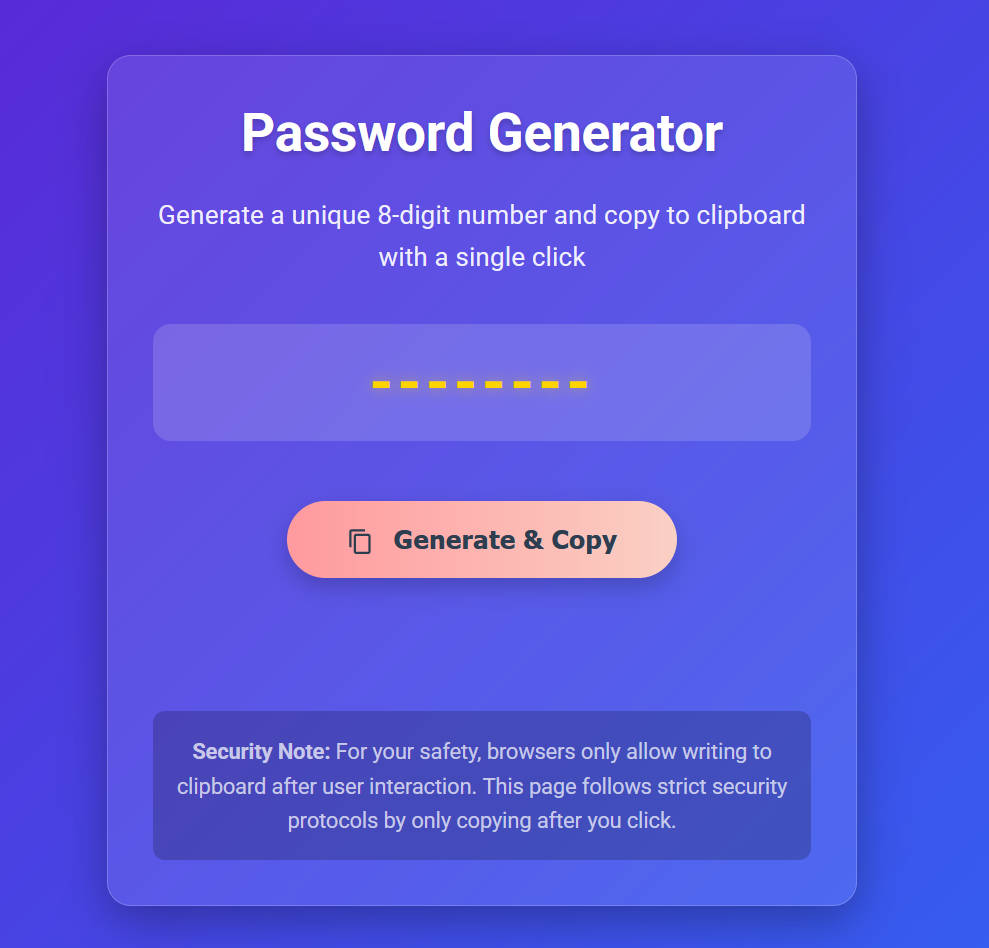 Password Generator
Generate a unique 8-digit number and copy to clipboard
with a single click
--------
Generate & Copy
Security Note: For your safety, browsers only allow writing to
clipboard after user interaction. This page follows strict security
protocols by only copying after you click.